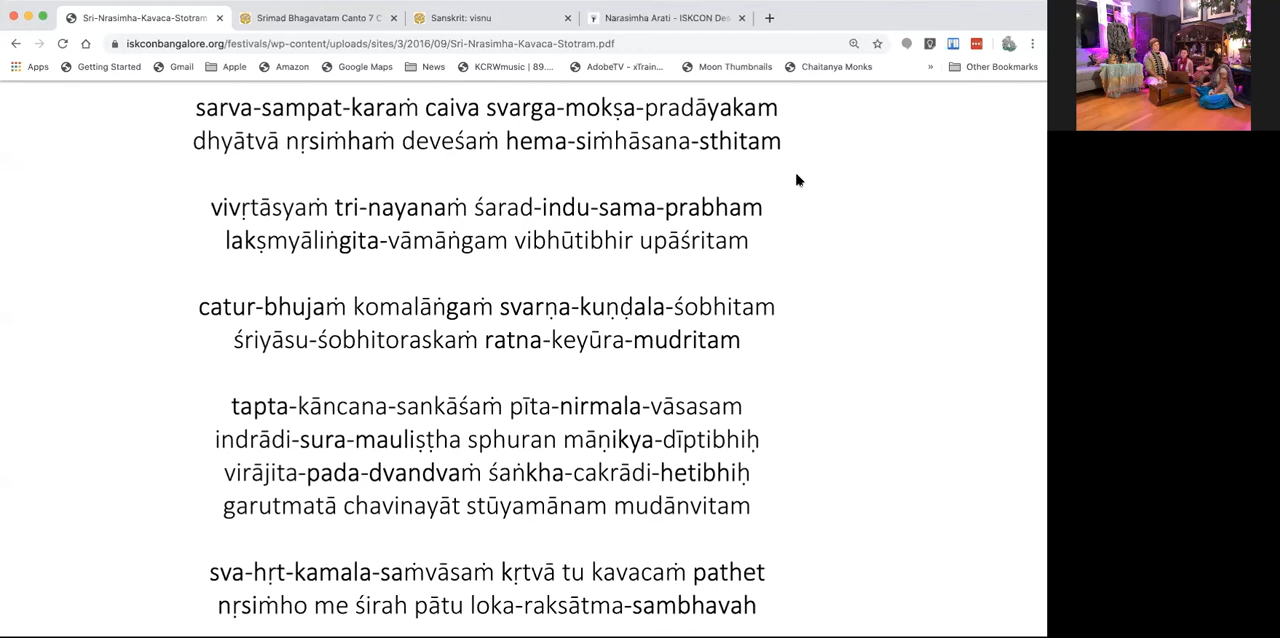 Sri-Nrasimha-Kavaca-Stotram
Srimad Bhagavatam Canto 7 C
Sanskrit: visnu
Narasimha Arati - ISKCON Des
iskconbangalore.org/festivals/wp-content/uploads/sites/3/2016/09/Sri-Nrasimha-Kavaca-Stotram.pdf
Apps Getting Started Gmail Apple Amazon Google Maps News KCRWmusic | 89.... AdobeTV - xTrain... Moon Thumbnails Chaitanya Monks » Other Bookmarks
sarva-sampat-karaṁ caiva svarga-mokṣa-pradāyakam
dhyātvā nṛsiṁhaṁ deveśaṁ hema-siṁhāsana-sthitam
vivṛtāsyaṁ tri-nayanaṁ śarad-indu-sama-prabham
lakṣmyāliṅgita-vāmāṅgam vibhūtibhir upāśritam
catur-bhujaṁ komalāṅgaṁ svarṇa-kuṇḍala-śobhitam
śriyāsu-śobhitoraskaṁ ratna-keyūra-mudritam
tapta-kāncana-sankāśaṁ pīta-nirmala-vāsasam
indrādi-sura-mauliṣṭha sphuran māṇikya-dīptibhiḥ
virājita-pada-dvandvaṁ śaṅkha-cakrādi-hetibhiḥ
garutmatā chavinayāt stūyamānam mudānvitam
sva-hṛt-kamala-saṁvāsaṁ kṛtvā tu kavacaṁ pathet
nṛsiṁho me śirah pātu loka-raksātma-sambhavah